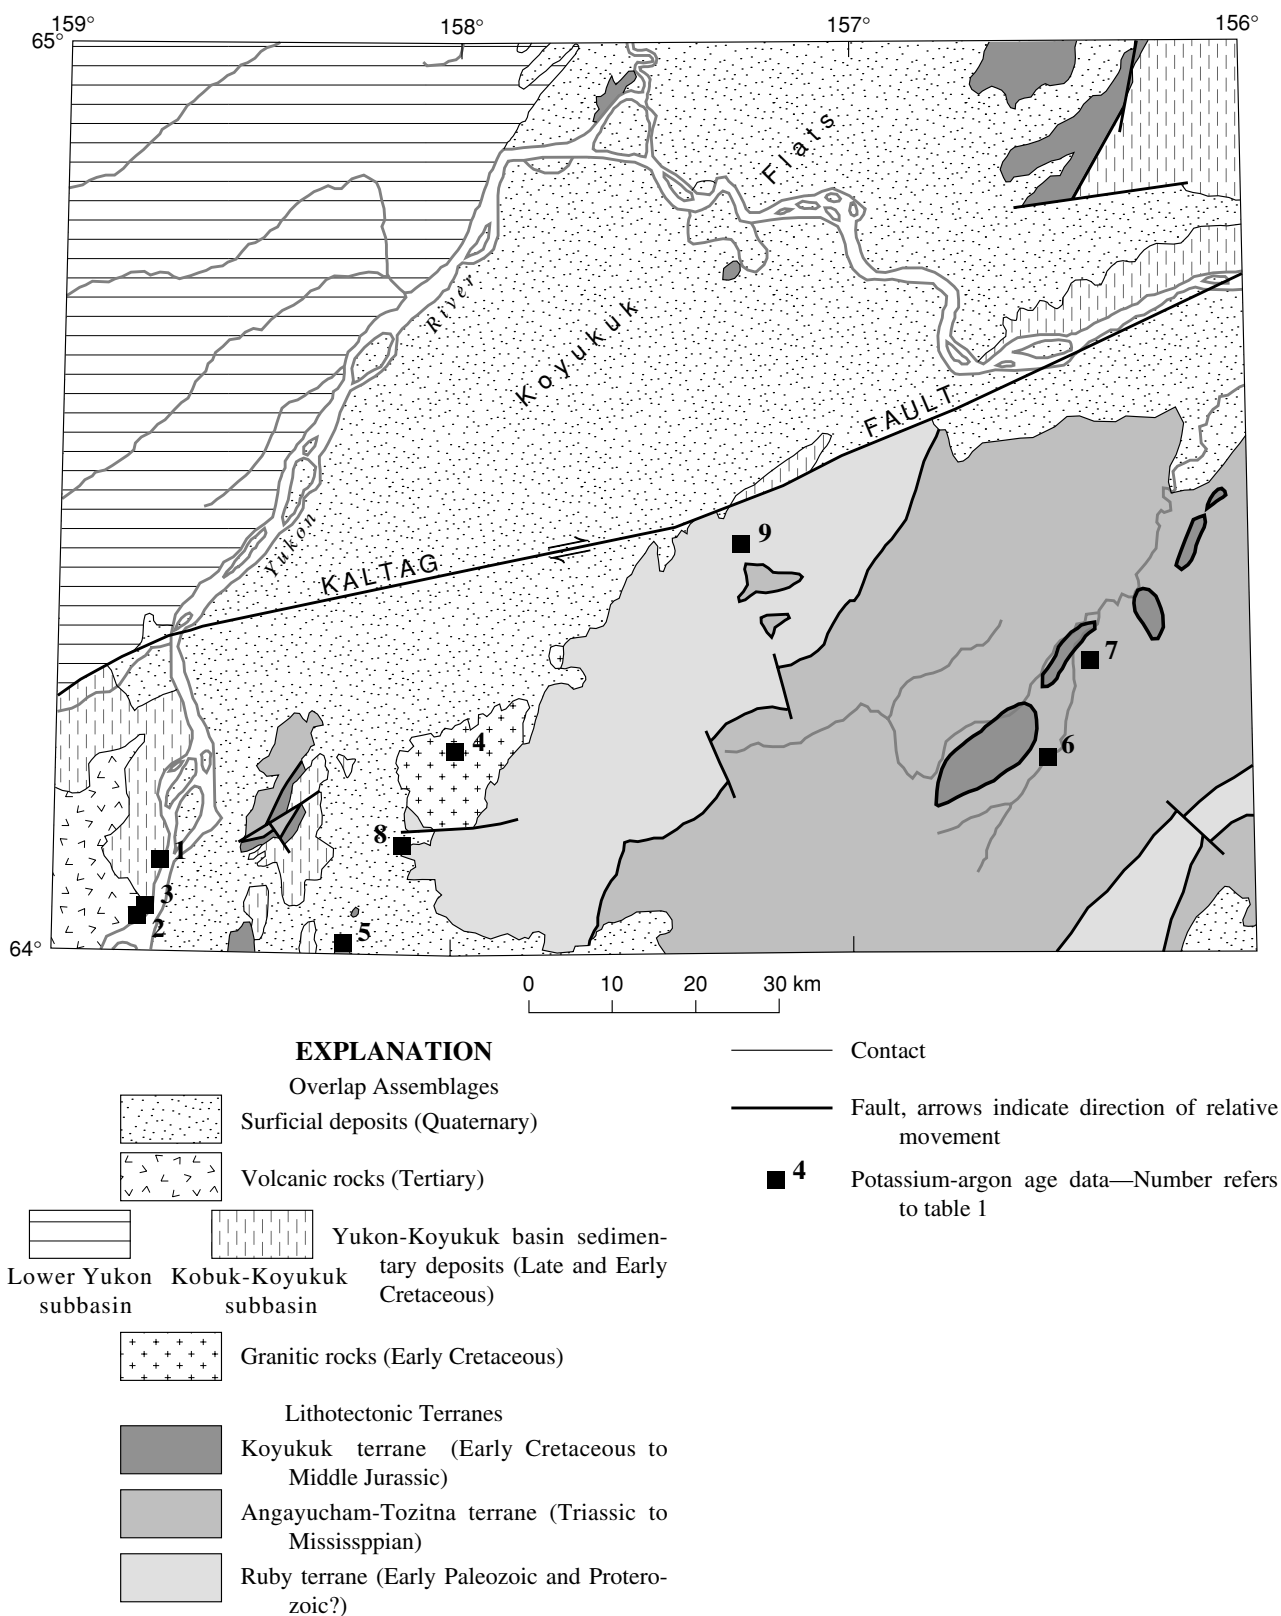 159°
158°
157°
156°
65°
Flats
River
Koyukuk
FAULT
Yukon
KALTAG
9
7
4
6
8
1
3
2
5
64°
0 10 20 30 km
EXPLANATION
Overlap Assemblages
Surficial deposits (Quaternary)
Volcanic rocks (Tertiary)
Yukon-Koyukuk basin sedimen-
tary deposits (Late and Early
Cretaceous)
Lower Yukon
subbasin
Kobuk-Koyukuk
subbasin
Granitic rocks (Early Cretaceous)
Lithotectonic Terranes
Koyukuk terrane (Early Cretaceous to
Middle Jurassic)
Angayucham-Tozitna terrane (Triassic to
Mississppian)
Ruby terrane (Early Paleozoic and Protero-
zoic?)
Contact
Fault, arrows indicate direction of relative
movement
4
Potassium-argon age data—Number refers
to table 1